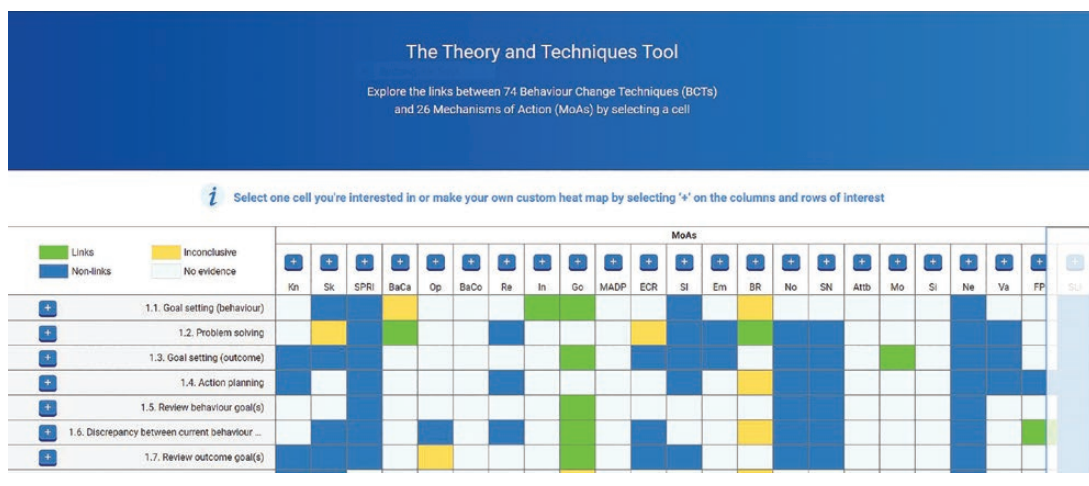 The Theory and Techniques Tool
Explore the links between 74 Behaviour Change Techniques (BCTs)
and 26 Mechanisms of Action (MoAs) by selecting a cell
i Select one cell you're interested in or make your own custom heat map by selecting '+' on the columns and rows of interest
MoAs
Links Inconclusive
Non-links No evidence
+ + + + + + + + + + + + + + + + + + + + + + +
Kn Sk SPRI BaCa Op BaCo Re In Go MADP ECR SI Em BR No SN Attb Mo Si Ne Va FP
+ 1.1. Goal setting (behaviour)
+ 1.2. Problem solving
+ 1.3. Goal setting (outcome)
+ 1.4. Action planning
+ 1.5. Review behaviour goal(s)
+ 1.6. Discrepancy between current behaviour ...
+ 1.7. Review outcome goal(s)